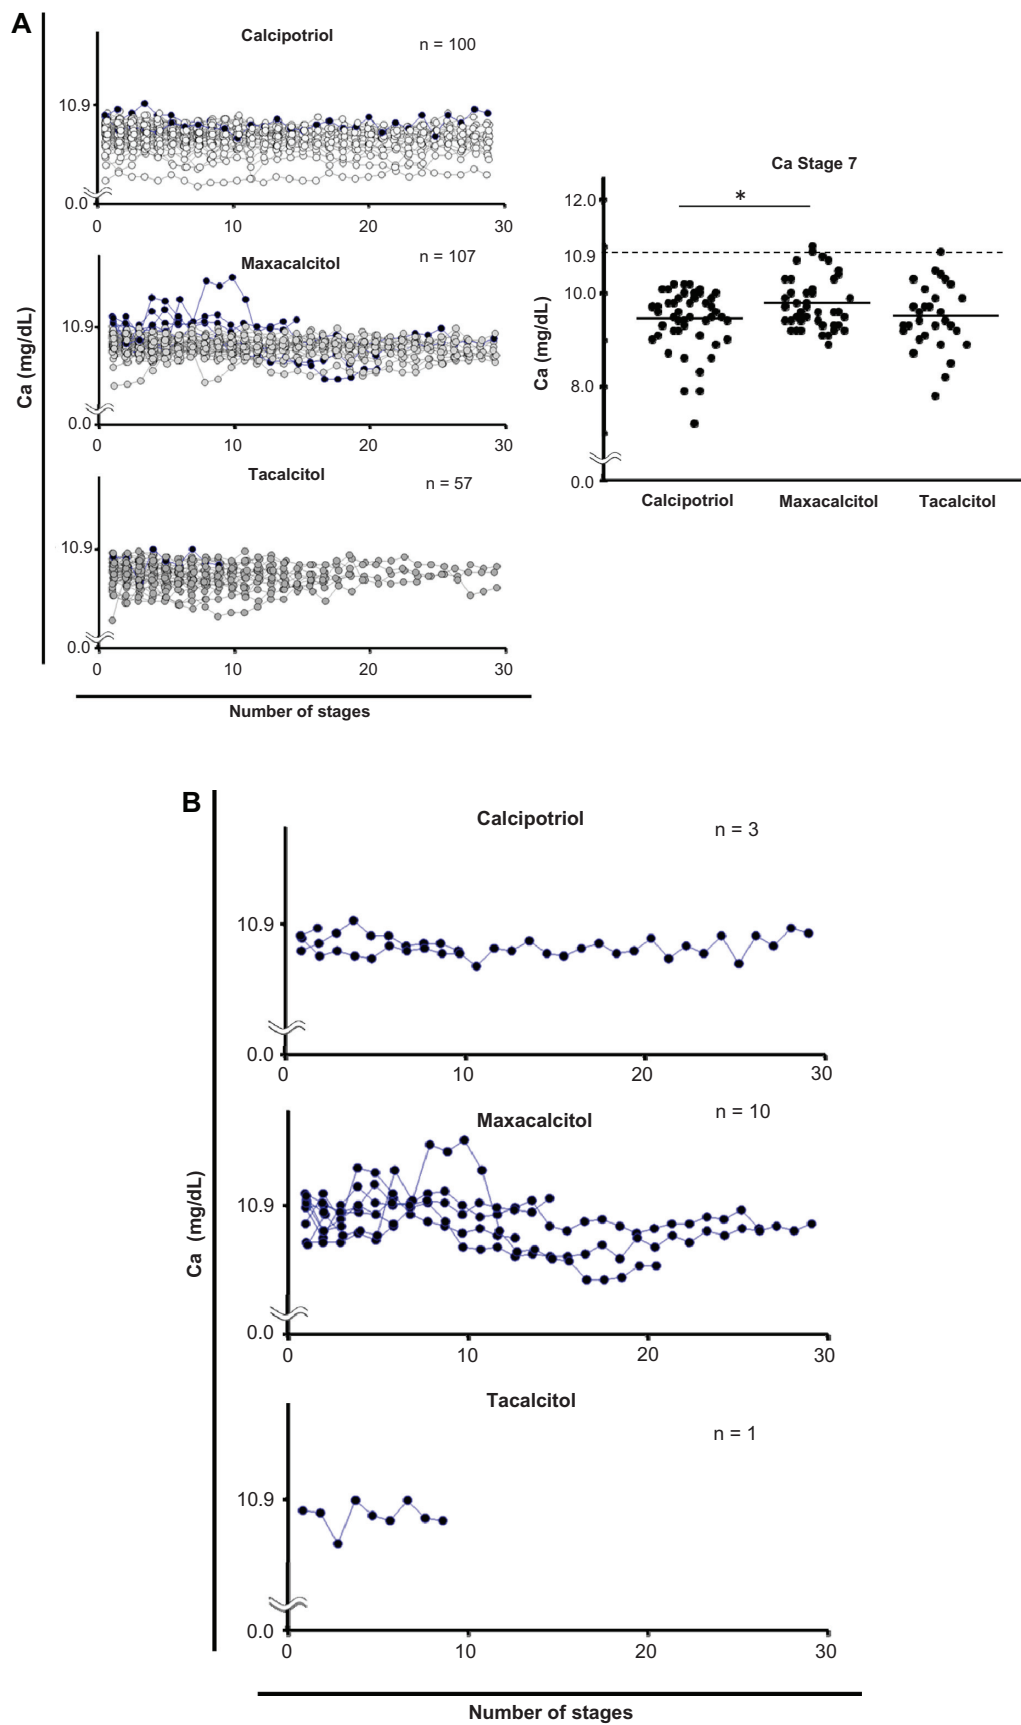 A
Calcipotriol
n = 100
10.9
0.0
0 10 20 30
Maxacalcitol
n = 107
10.9
0.0
0 10 20 30
Tacalcitol
n = 57
10.9
0.0
0 10 20 30
Ca (mg/dL)
Number of stages
Ca Stage 7
*
12.0
10.9
10.0
8.0
0.0
Ca (mg/dL)
Calcipotriol Maxacalcitol Tacalcitol
B
Calcipotriol
n = 3
10.9
0.0
0 10 20 30
Maxacalcitol
n = 10
10.9
0.0
0 10 20 30
Tacalcitol
n = 1
10.9
0.0
0 10 20 30
Ca (mg/dL)
Number of stages